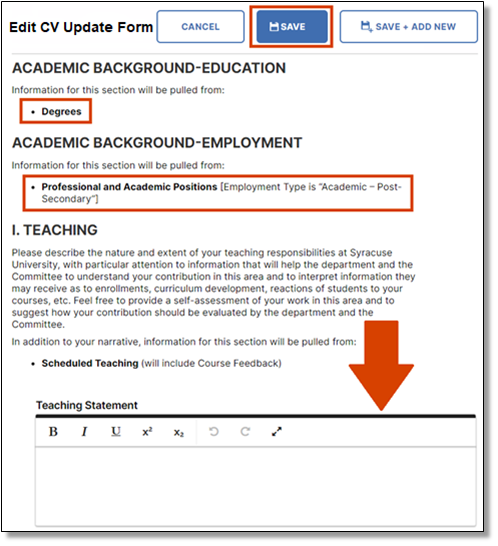 Edit CV Update Form
CANCEL
SAVE
SAVE + ADD NEW
ACADEMIC BACKGROUND-EDUCATION
Information for this section will be pulled from:
• Degrees
ACADEMIC BACKGROUND-EMPLOYMENT
Information for this section will be pulled from:
• Professional and Academic Positions [Employment Type is “Academic – Post-
Secondary”]
I. TEACHING
Please describe the nature and extent of your teaching responsibilities at Syracuse
University, with particular attention to information that will help the department and the
Committee to understand your contribution in this area and to interpret information they
may receive as to enrollments, curriculum development, reactions of students to your
courses, etc. Feel free to provide a self-assessment of your work in this area and to
suggest how your contribution should be evaluated by the department and the
Committee.
In addition to your narrative, information for this section will be pulled from:
• Scheduled Teaching (will include Course Feedback)
Teaching Statement
B I U x² x₂